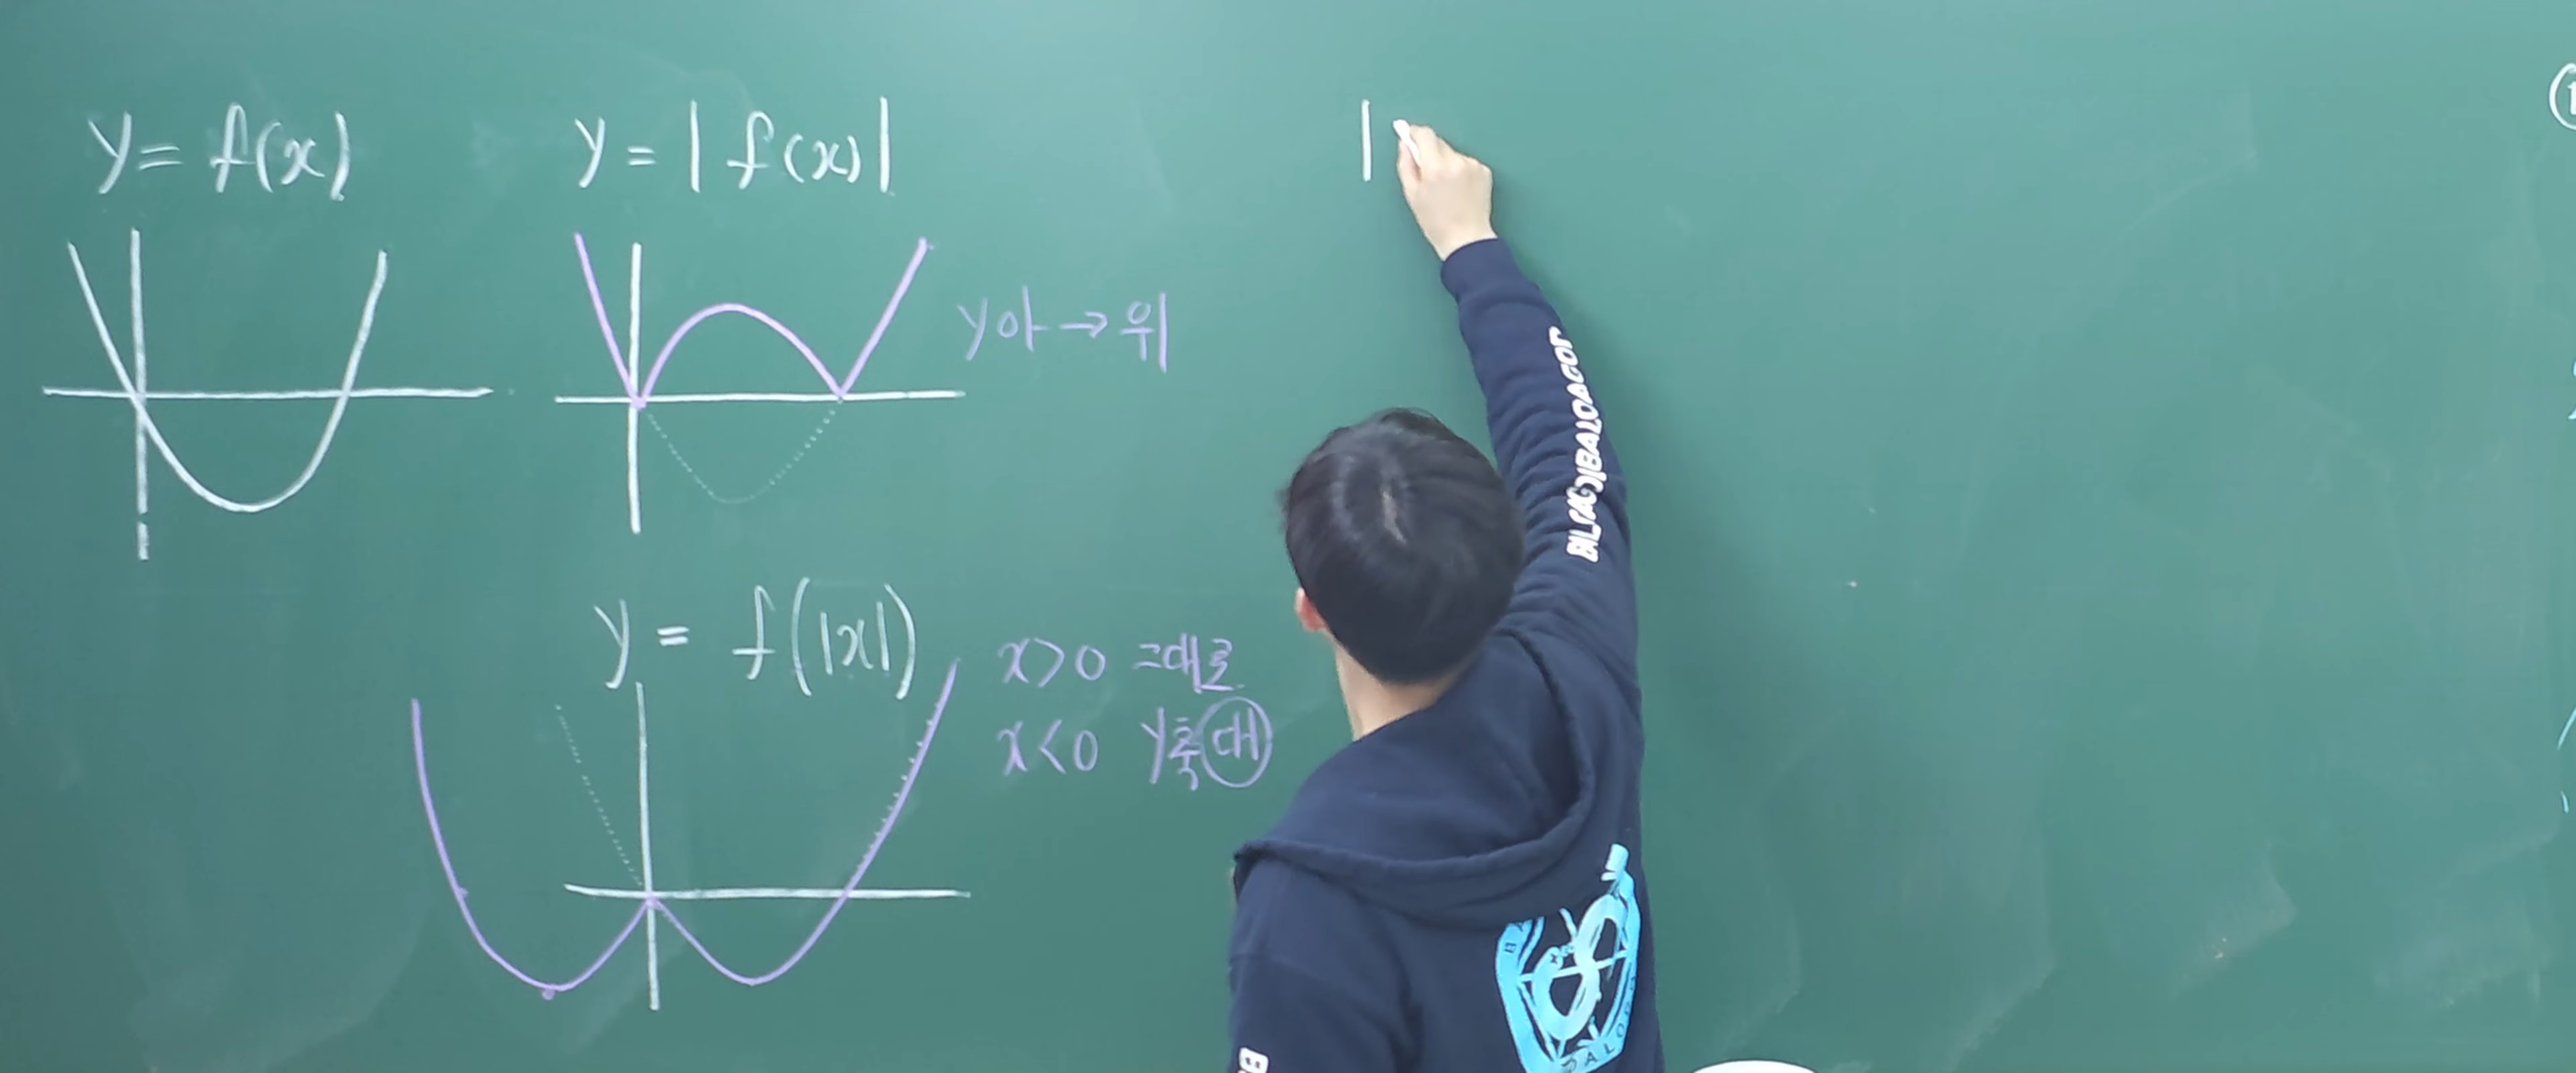 y = f(x)
y = |f(x)|
|
y아 → 위
y = f(|x|)
x>0 그대로
x<0 y축 대